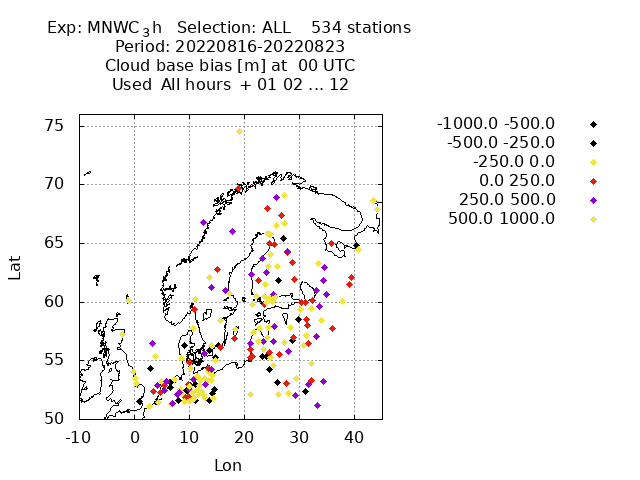 Exp: MNWC_3h   Selection: ALL    534 stations
Period: 20220816-20220823
Cloud base bias [m] at  00 UTC
Used  All hours  + 01 02 ... 12
-1000.0 -500.0
-500.0 -250.0
-250.0 0.0
0.0 250.0
250.0 500.0
500.0 1000.0
75
70
65
60
55
50
Lat
-10 0 10 20 30 40
Lon